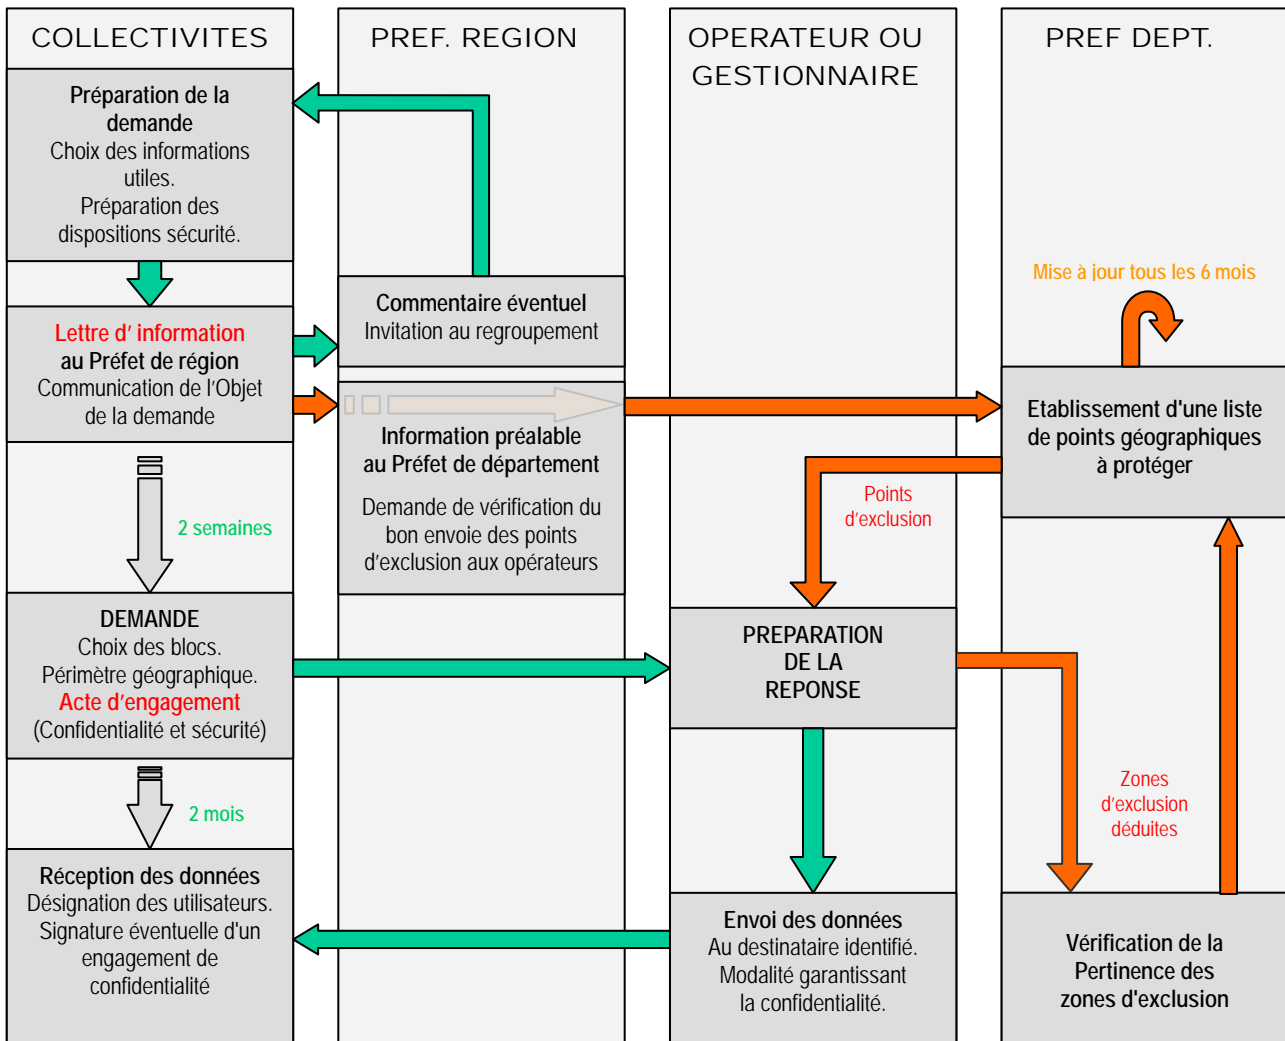 COLLECTIVITES
Préparation de la
demande
Choix des informations
utiles.
Préparation des
dispositions sécurité.
Lettre d’ information
au Préfet de région
Communication de l’Objet
de la demande
2 semaines
DEMANDE
Choix des blocs.
Périmètre géographique.
Acte d’engagement
(Confidentialité et sécurité)
2 mois
Réception des données
Désignation des utilisateurs.
Signature éventuelle d'un
engagement de
confidentialité
PREF. REGION
Commentaire éventuel
Invitation au regroupement
Information préalable
au Préfet de département
Demande de vérification du
bon envoie des points
d’exclusion aux opérateurs
OPERATEUR OU
GESTIONNAIRE
Points
d’exclusion
PREPARATION
DE LA
REPONSE
Envoi des données
Au destinataire identifié.
Modalité garantissant
la confidentialité.
PREF DEPT.
Mise à jour tous les 6 mois
Etablissement d'une liste
de points géographiques
à protéger
Zones
d’exclusion
déduites
Vérification de la
Pertinence des
zones d'exclusion